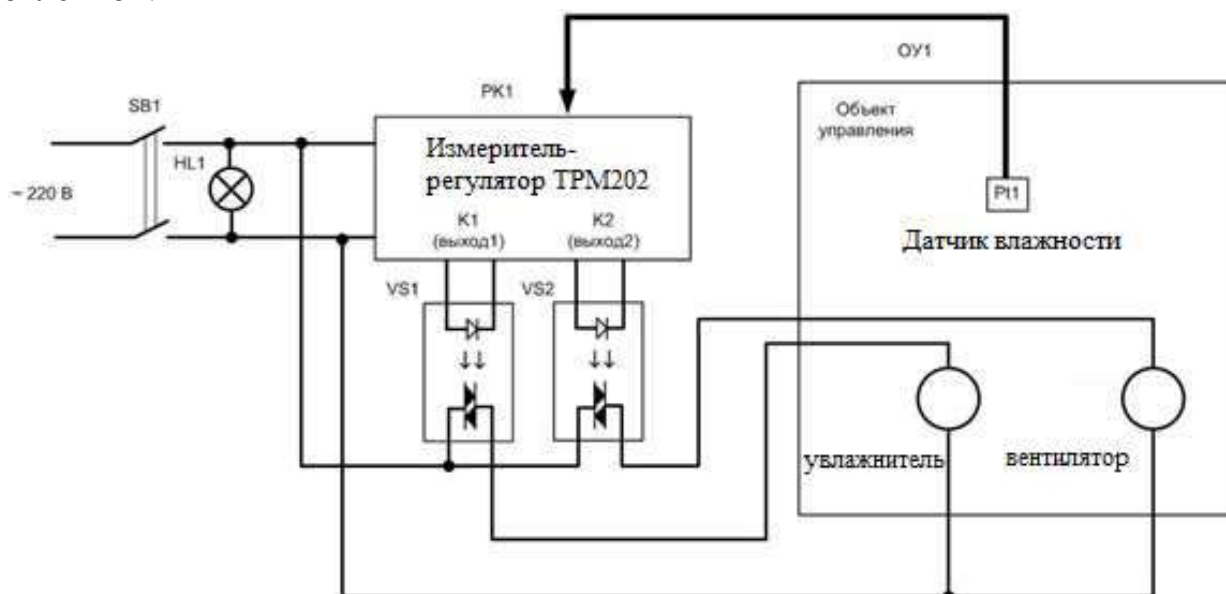 ОУ1
SB1
РК1
Объект
управления
HL1
Измеритель-
регулятор ТРМ202
~ 220 В
Pt1
К1
(выход1)
К2
(выход2)
Датчик влажности
VS1
VS2
увлажнитель
вентилятор